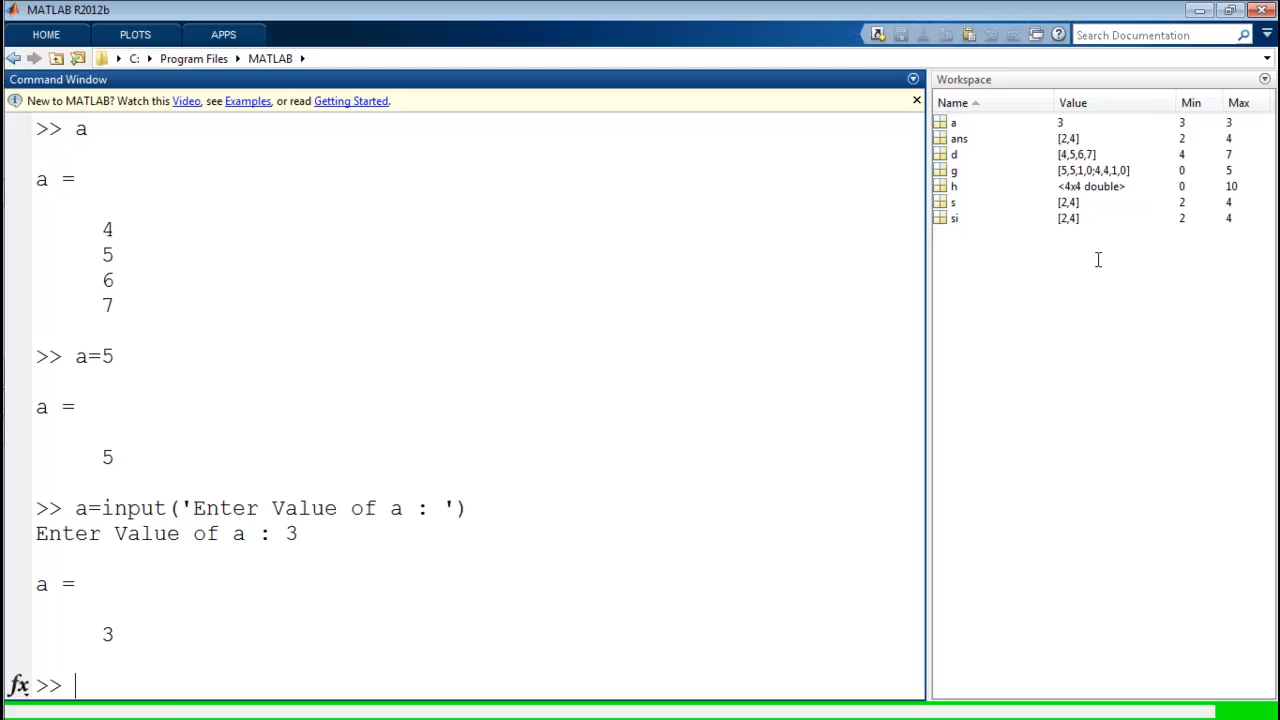 MATLAB R2012b
HOME PLOTS APPS
Search Documentation
C: Program Files MATLAB
Command Window
New to MATLAB? Watch this Video, see Examples, or read Getting Started.
>> a
a =
4
5
6
7
>> a=5
a =
5
>> a=input('Enter Value of a : ')
Enter Value of a : 3
a =
3
fx >>
Workspace
Name Value Min Max
a 3 3 3
ans [2,4] 2 4
d [4,5,6,7] 4 7
g [5,5,1,0;4,4,1,0] 0 5
h <4x4 double> 0 10
s [2,4] 2 4
si [2,4] 2 4